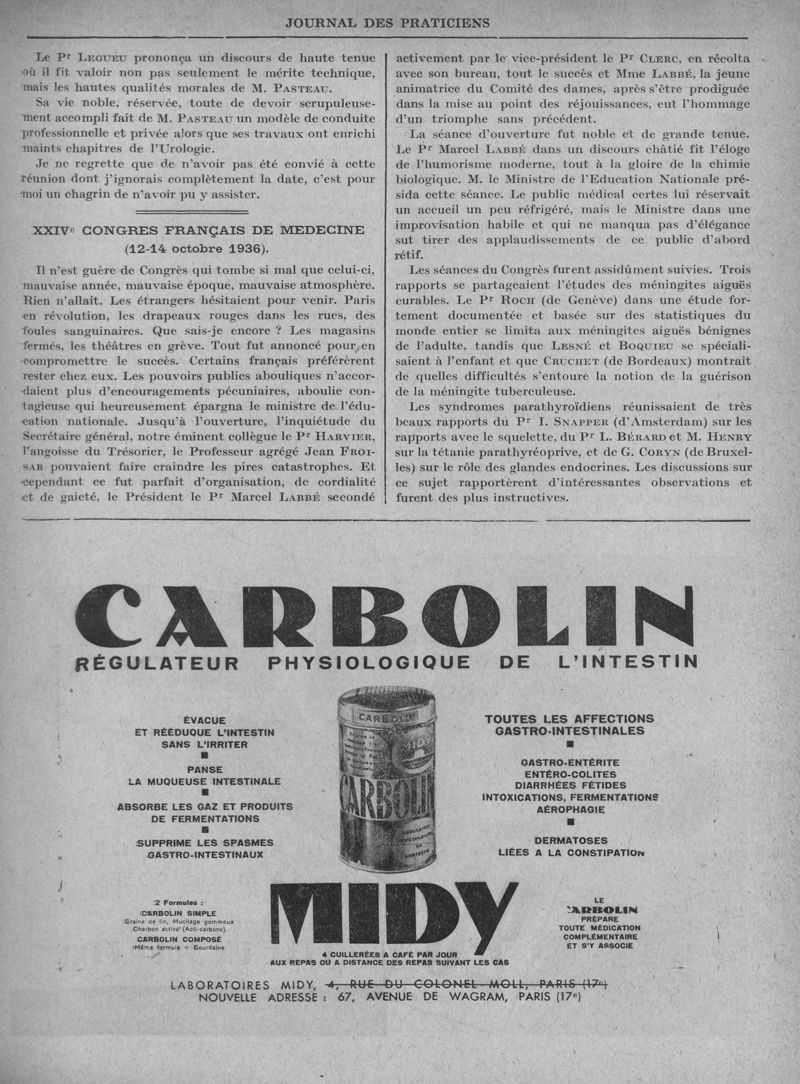 JOURNAL DES PRATICIENS
Le Pr LEGUEU prononça un discours de haute tenue
où il fit valoir non pas seulement le mérite technique,
mais les hautes qualités morales de M. PASTEAU.
Sa vie noble, réservée, toute de devoir scrupuleuse-
ment accompli fait de M. PASTEAU un modèle de conduite
professionnelle et privée alors que ses travaux ont enrichi
maints chapitres de l'Urologie.
Je ne regrette que de n'avoir pas été convié à cette
réunion dont j'ignorais complètement la date, c'est pour
moi un chagrin de n'avoir pu y assister.
XXIVe CONGRES FRANÇAIS DE MEDECINE
(12-14 octobre 1936).
Il n'est guère de Congrès qui tombe si mal que celui-ci,
mauvaise année, mauvaise époque, mauvaise atmosphère.
Rien n'allait. Les étrangers hésitaient pour venir. Paris
en révolution, les drapeaux rouges dans les rues, des
foules sanguinaires. Que sais-je encore ? Les magasins
fermés, les théâtres en grève. Tout fut annoncé pour en
compromettre le succès. Certains français préférèrent
rester chez eux. Les pouvoirs publics abouliques n'accor-
daient plus d'encouragements pécuniaires, aboulie con-
tagieuse qui heureusement épargna le ministre de l'édu-
cation nationale. Jusqu'à l'ouverture, l'inquiétude du
Secrétaire général, notre éminent collègue le Pr HARVIER,
l'angoisse du Trésorier, le Professeur agrégé Jean FROI-
SAR pouvaient faire craindre les pires catastrophes. Et
cependant ce fut parfait d'organisation, de cordialité
et de gaieté, le Président le Pr Marcel LABBÉ secondé
activement par le vice-président le Pr CLERC, en récolta
avec son bureau, tout le succès et Mme LABBÉ, la jeune
animatrice du Comité des dames, après s'être prodiguée
dans la mise au point des réjouissances, eut l'hommage
d'un triomphe sans précédent.
La séance d'ouverture fut noble et de grande tenue.
Le Pr Marcel LABBÉ dans un discours châtié fit l'éloge
de l'humorisme moderne, tout à la gloire de la chimie
biologique. M. le Ministre de l'Education Nationale pré-
sida cette séance. Le public médical certes lui réservait
un accueil un peu réfrigéré, mais le Ministre dans une
improvisation habile et qui ne manqua pas d'élégance
sut tirer des applaudissements de ce public d'abord
rétif.
Les séances du Congrès furent assidûment suivies. Trois
rapports se partageaient l'études des méningites aiguës
curables. Le Pr ROCH (de Genève) dans une étude for-
tement documentée et basée sur des statistiques du
monde entier se limita aux méningites aiguës bénignes
de l'adulte, tandis que LESNÉ et BOQUIEU se spéciali-
saient à l'enfant et que CRUCHET (de Bordeaux) montrait
de quelles difficultés s'entoure la notion de la guérison
de la méningite tuberculeuse.
Les syndromes parathyroïdiens réunissaient de très
beaux rapports du Pr I. SNAPPER (d'Amsterdam) sur les
rapports avec le squelette, du Pr L. BÉRARD et M. HENRY
sur la tétanie parathyréoprive, et de G. CORYN (de Bruxel-
les) sur le rôle des glandes endocrines. Les discussions sur
ce sujet rapportèrent d'intéressantes observations et
furent des plus instructives.
CARBOLIN
RÉGULATEUR PHYSIOLOGIQUE DE L'INTESTIN
ÉVACUE
ET RÉÉDUQUE L'INTESTIN
SANS L'IRRITER
PANSE
LA MUQUEUSE INTESTINALE
ABSORBE LES GAZ ET PRODUITS
DE FERMENTATIONS
SUPPRIME LES SPASMES
GASTRO-INTESTINAUX
CARBOLIN
MIDY
CARBOLIN
TOUTES LES AFFECTIONS
GASTRO-INTESTINALES
GASTRO-ENTÉRITE
ENTÉRO-COLITES
DIARRHÉES FÉTIDES
INTOXICATIONS, FERMENTATIONS
AÉROPHAGIE
DERMATOSES
LIÉES A LA CONSTIPATION
2 Formules :
CARBOLIN SIMPLE
Graine de lin, Mucilage gommeux
Charbon activé (Acti-carbone)
CARBOLIN COMPOSÉ
Même formule + Bourdaine
MIDY
4 CUILLERÉES A CAFÉ PAR JOUR
AUX REPAS OU A DISTANCE DES REPAS SUIVANT LES CAS
LE
CARBOLIN
PRÉPARE
TOUTE MÉDICATION
COMPLÉMENTAIRE
ET S'Y ASSOCIE
LABORATOIRES MIDY, 4, RUE DU COLONEL MOLL, PARIS (17e)
NOUVELLE ADRESSE : 67, AVENUE DE WAGRAM, PARIS (17e)